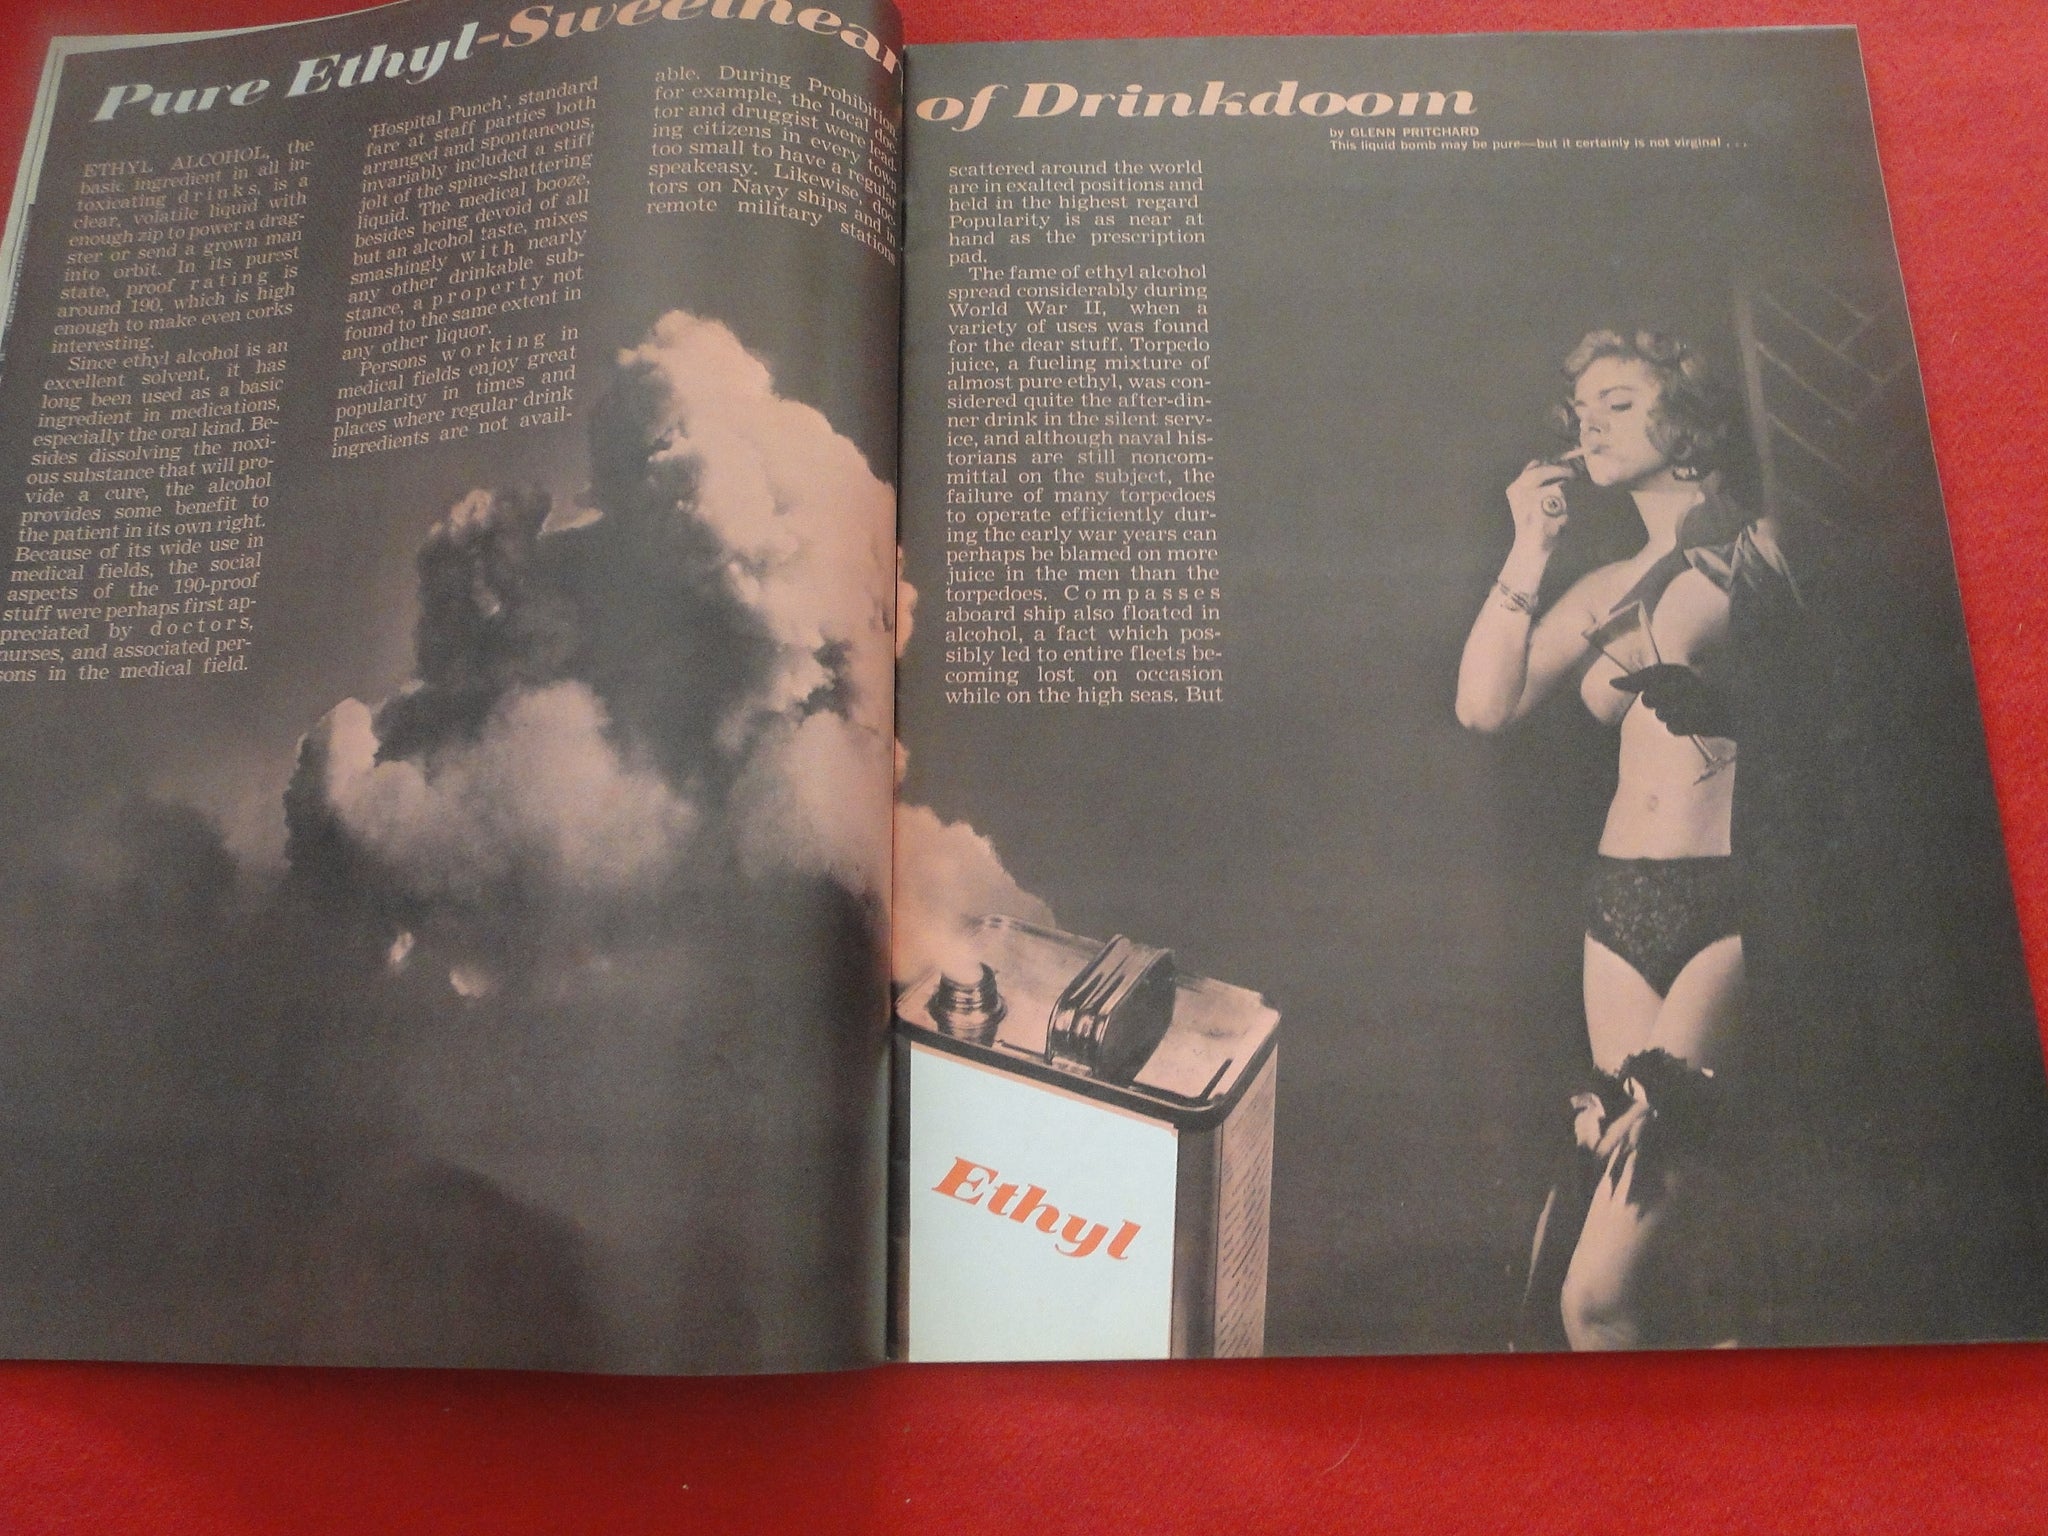 Pure Ethyl-Sweethear
of Drinkdoom
by GLENN PRITCHARD
This liquid bomb may be pure—but it certainly is not virginal . . .
ETHYL ALCOHOL, the
basic ingredient in all in-
toxicating drinks, is a
clear, volatile liquid with
enough zip to power a drag-
ster or send a grown man
into orbit. In its purest
state, proof rating is
around 190, which is high
enough to make even corks
interesting.
Since ethyl alcohol is an
excellent solvent, it has
long been used as a basic
ingredient in medications,
especially the oral kind. Be-
sides dissolving the noxi-
ous substance that will pro-
vide a cure, the alcohol
provides some benefit to
the patient in its own right.
Because of its wide use in
medical fields, the social
aspects of the 190-proof
stuff were perhaps first ap-
preciated by doctors,
nurses, and associated per-
sons in the medical field.
'Hospital Punch', standard
fare at staff parties both
arranged and spontaneous,
invariably included a stiff
jolt of the spine-shattering
liquid. The medical booze,
besides being devoid of all
but an alcohol taste, mixes
smashingly with nearly
any other drinkable sub-
stance, a property not
found to the same extent in
any other liquor.
Persons working in
medical fields enjoy great
popularity in times and
places where regular drink
ingredients are not avail-
able. During Prohibition,
for example, the local doc-
tor and druggist were lead-
ing citizens in every town
too small to have a regular
speakeasy. Likewise, doc-
tors on Navy ships and in
remote military stations
scattered around the world
are in exalted positions and
held in the highest regard
Popularity is as near at
hand as the prescription
pad.
The fame of ethyl alcohol
spread considerably during
World War II, when a
variety of uses was found
for the dear stuff. Torpedo
juice, a fueling mixture of
almost pure ethyl, was con-
sidered quite the after-din-
ner drink in the silent serv-
ice, and although naval his-
torians are still noncom-
mittal on the subject, the
failure of many torpedoes
to operate efficiently dur-
ing the early war years can
perhaps be blamed on more
juice in the men than the
torpedoes. Compasses
aboard ship also floated in
alcohol, a fact which pos-
sibly led to entire fleets be-
coming lost on occasion
while on the high seas. But
Ethyl